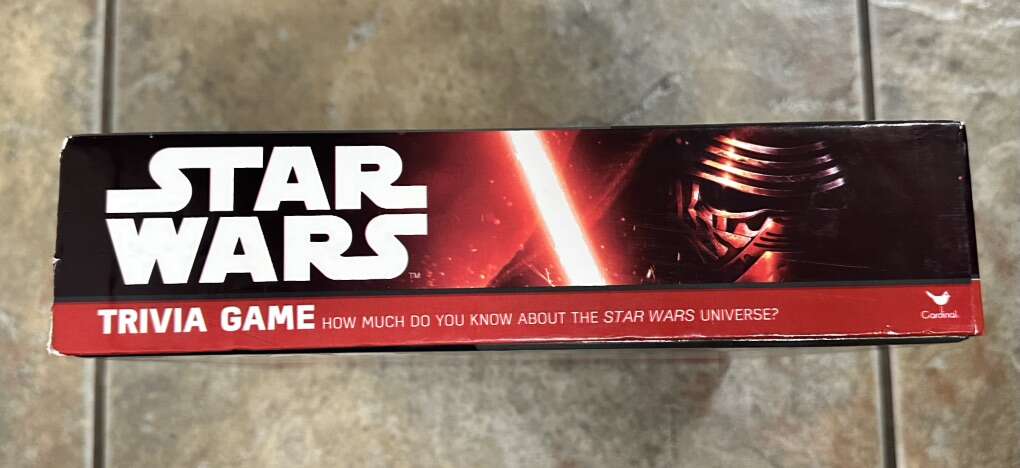 STAR
WARS
TM
TRIVIA GAME HOW MUCH DO YOU KNOW ABOUT THE STAR WARS UNIVERSE?
Cardinal.